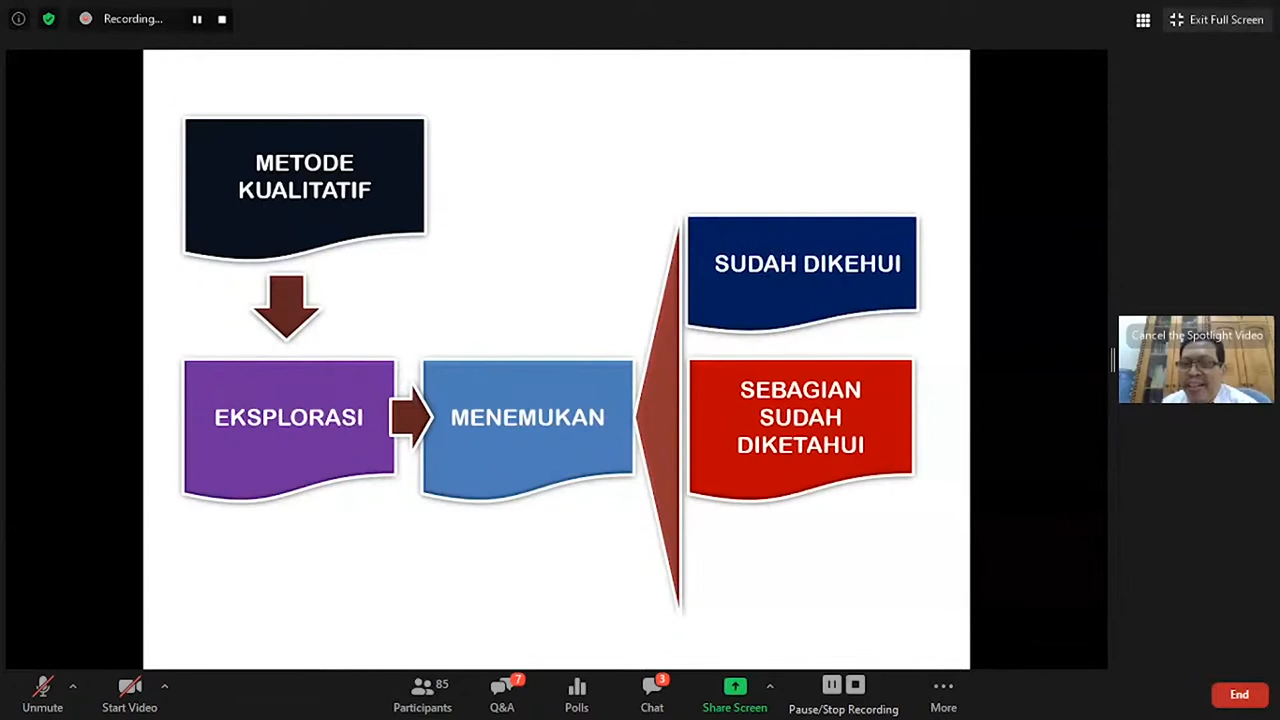 Recording...
Exit Full Screen
METODE
KUALITATIF
SUDAH DIKEHUI
Cancel the Spotlight Video
EKSPLORASI
MENEMUKAN
SEBAGIAN
SUDAH
DIKETAHUI
Unmute
Start Video
85
Participants
7
Q&A
Polls
3
Chat
Share Screen
Pause/Stop Recording
More
End